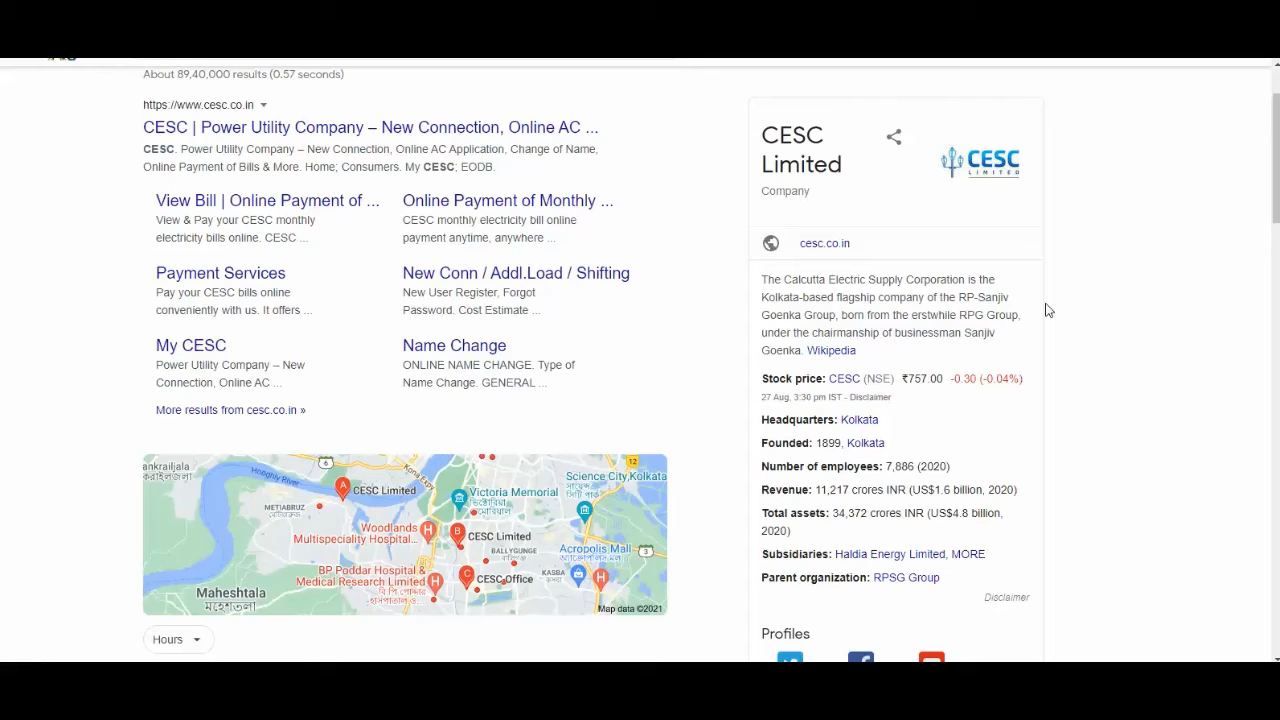 About 89,40,000 results (0.57 seconds)
https://www.cesc.co.in
CESC | Power Utility Company – New Connection, Online AC ...
CESC. Power Utility Company – New Connection, Online AC Application, Change of Name,
Online Payment of Bills & More. Home; Consumers. My CESC; EODB.
View Bill | Online Payment of ...
View & Pay your CESC monthly
electricity bills online. CESC ...
Online Payment of Monthly ...
CESC monthly electricity bill online
payment anytime, anywhere ...
Payment Services
Pay your CESC bills online
conveniently with us. It offers ...
New Conn / Addl.Load / Shifting
New User Register, Forgot
Password. Cost Estimate ...
My CESC
Power Utility Company – New
Connection, Online AC ...
Name Change
ONLINE NAME CHANGE. Type of
Name Change. GENERAL ...
More results from cesc.co.in »
ankrailjala
Hooghly River
6
Kona Expy
12
Science City,Kolkata
A
CESC Limited
METIABRUZ
Victoria Memorial
ভিক্টোরিয়া
মেমোরিয়াল
Woodlands
Multispeciality Hospital...
H
B
CESC Limited
BALLYGUNGE
Acropolis Mall
3
BP Poddar Hospital &
Medical Research Limited
H
C
CESC Office
KASBA
H
Maheshtala
মহেশতলা
Map data ©2021
Hours
CESC
Limited
Company
CESC
LIMITED
cesc.co.in
The Calcutta Electric Supply Corporation is the
Kolkata-based flagship company of the RP-Sanjiv
Goenka Group, born from the erstwhile RPG Group,
under the chairmanship of businessman Sanjiv
Goenka. Wikipedia
Stock price: CESC (NSE) ₹757.00 -0.30 (-0.04%)
27 Aug, 3:30 pm IST - Disclaimer
Headquarters: Kolkata
Founded: 1899, Kolkata
Number of employees: 7,886 (2020)
Revenue: 11,217 crores INR (US$1.6 billion, 2020)
Total assets: 34,372 crores INR (US$4.8 billion,
2020)
Subsidiaries: Haldia Energy Limited, MORE
Parent organization: RPSG Group
Disclaimer
Profiles